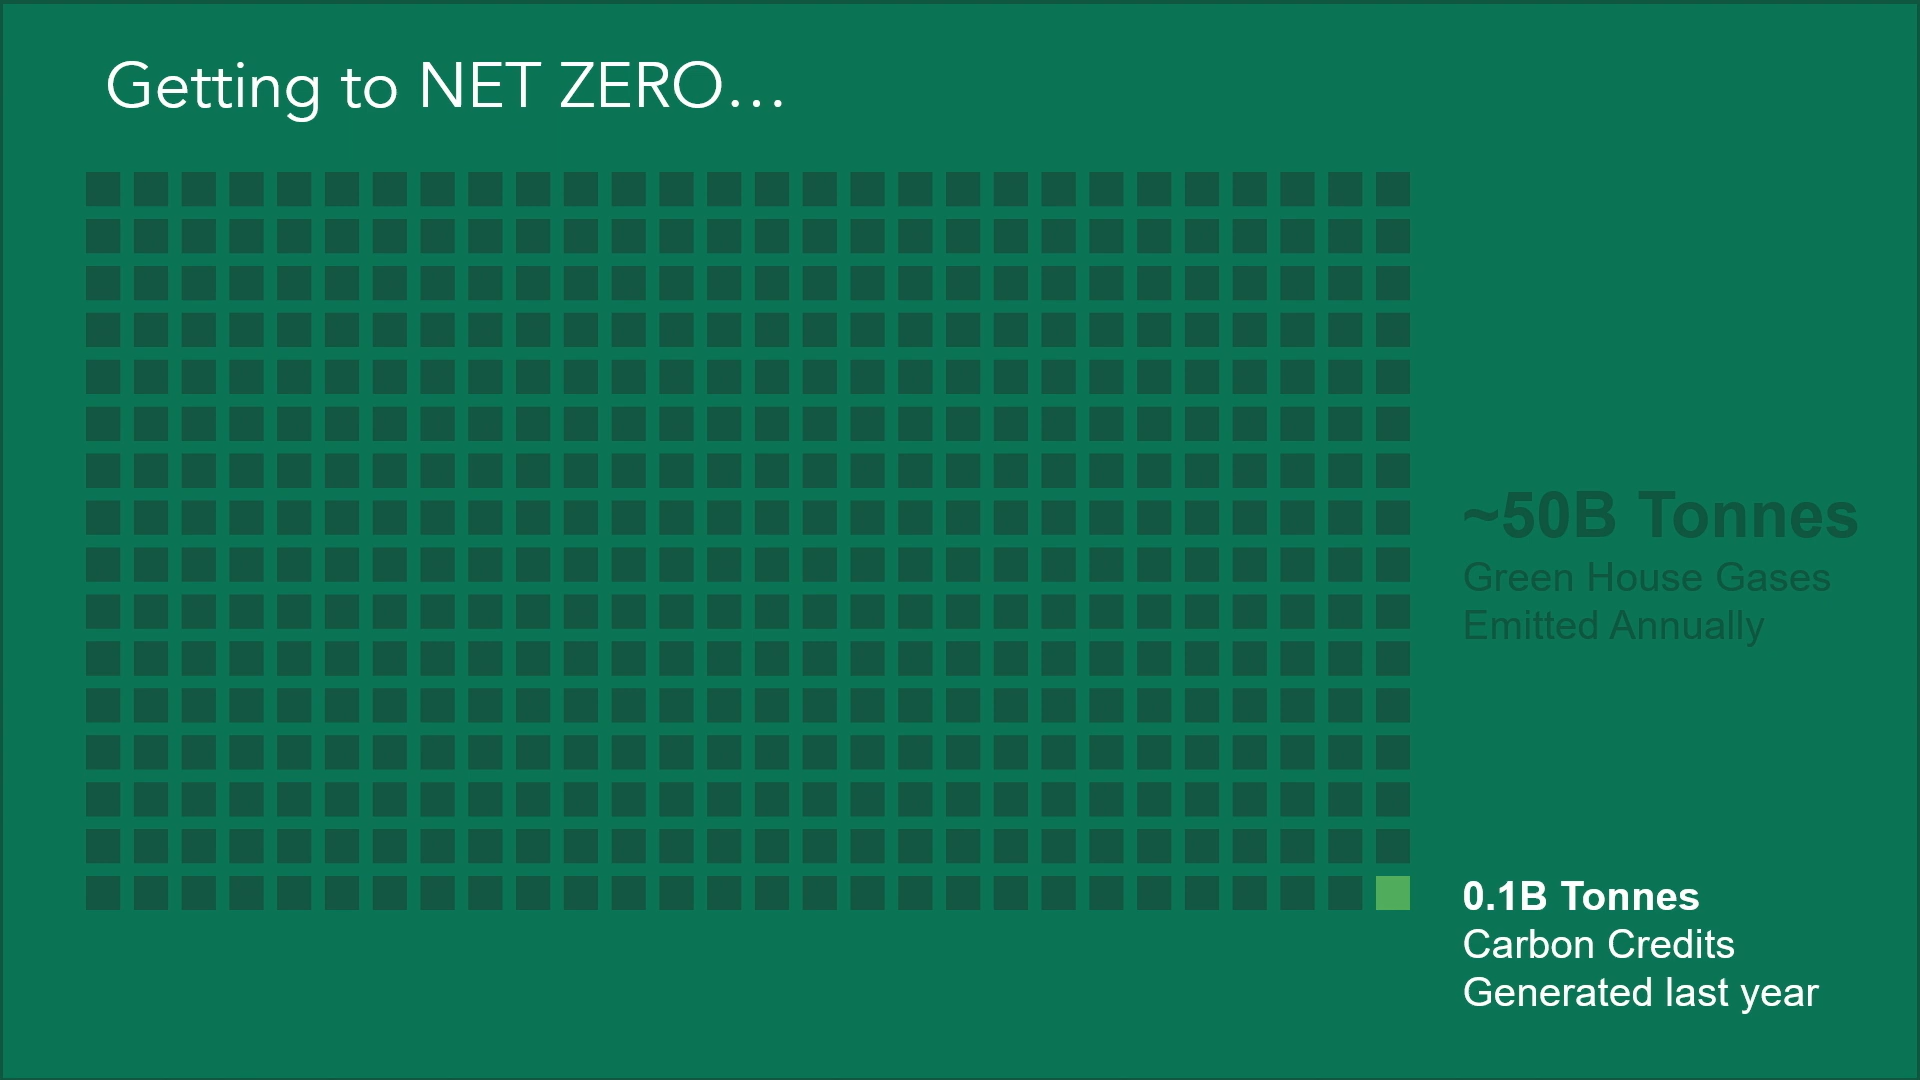 Getting to NET ZERO...
~50B Tonnes
Green House Gases
Emitted Annually
0.1B Tonnes
Carbon Credits
Generated last year